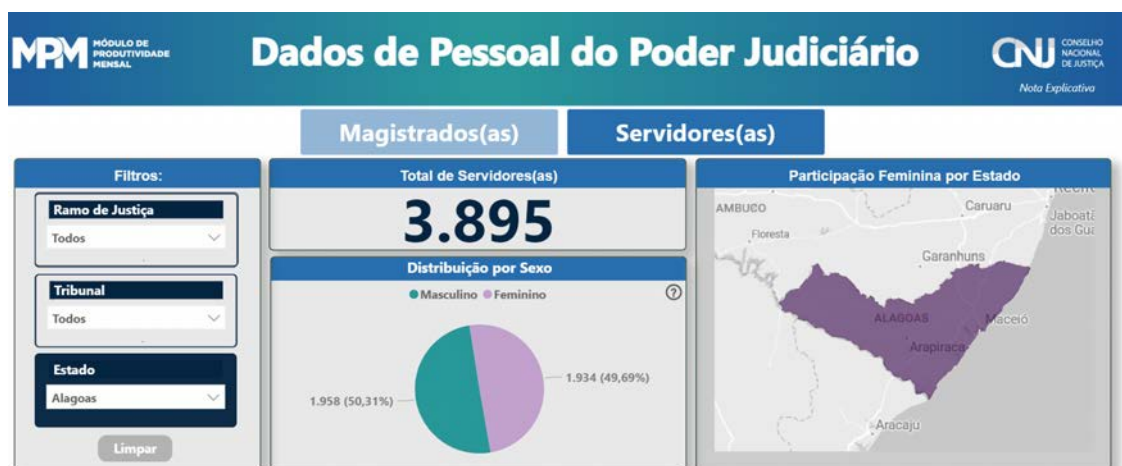 MPM MÓDULO DE
PRODUTIVIDADE
MENSAL
Dados de Pessoal do Poder Judiciário
CNJ CONSELHO
NACIONAL
DE JUSTIÇA
Nota Explicativa
Magistrados(as)
Servidores(as)
Filtros:
Ramo de Justiça
Todos
Tribunal
Todos
Estado
Alagoas
Limpar
Total de Servidores(as)
3.895
Distribuição por Sexo
Masculino Feminino
?
1.934 (49,69%)
1.958 (50,31%)
Participação Feminina por Estado
AMBUCO
Caruaru
Jaboatã
dos Gua
Floresta
Garanhuns
ALAGOAS
Maceió
Arapiraca
Aracaju